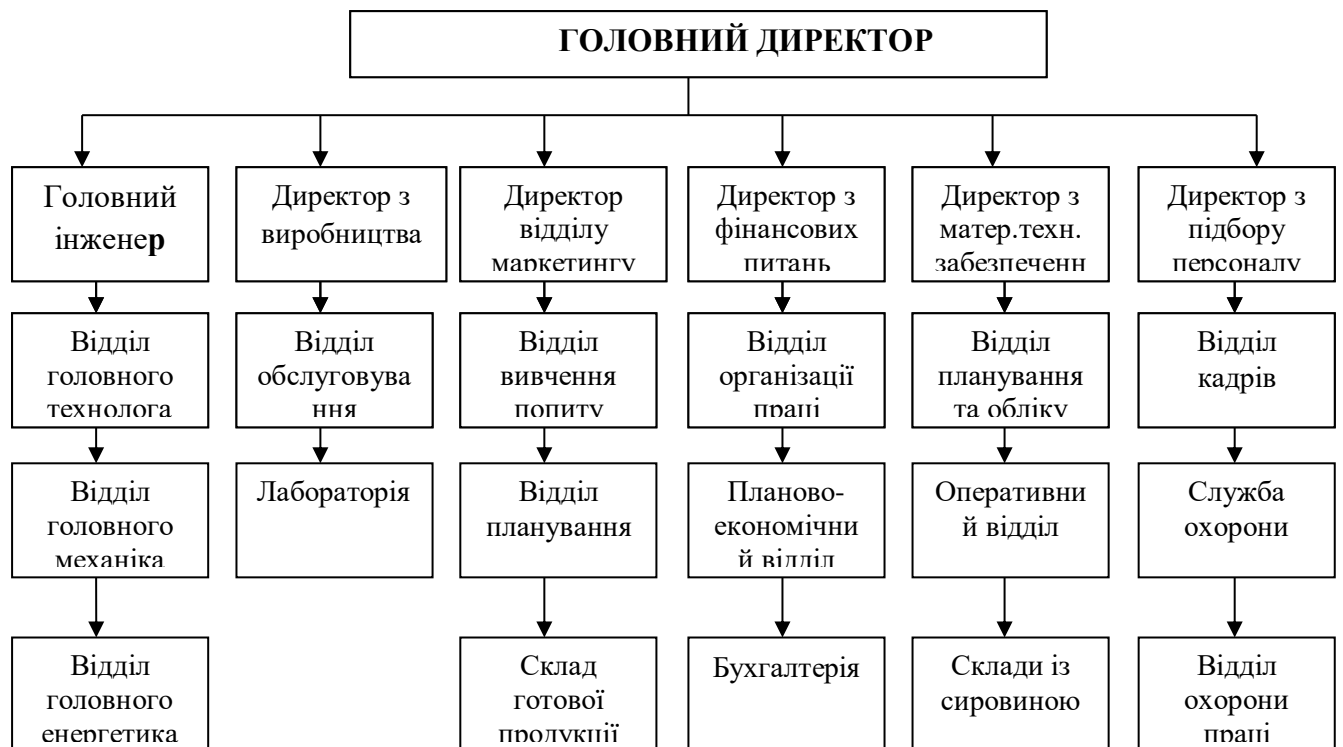 ГОЛОВНИЙ ДИРЕКТОР
Головний
інженер
Директор з
виробництва
Директор
відділу
маркетингу
Директор з
фінансових
питань
Директор з
матер.техн.
забезпеченн
Директор з
підбору
персоналу
Відділ
головного
технолога
Відділ
обслуговува
ння
Відділ
вивчення
попиту
Відділ
організації
праці
Відділ
планування
та обліку
Відділ
кадрів
Відділ
головного
механіка
Лабораторія
Відділ
планування
Планово-
економічни
й відділ
Оперативни
й відділ
Служба
охорони
Відділ
головного
енергетика
Склад
готової
продукції
Бухгалтерія
Склади із
сировиною
Відділ
охорони
праці